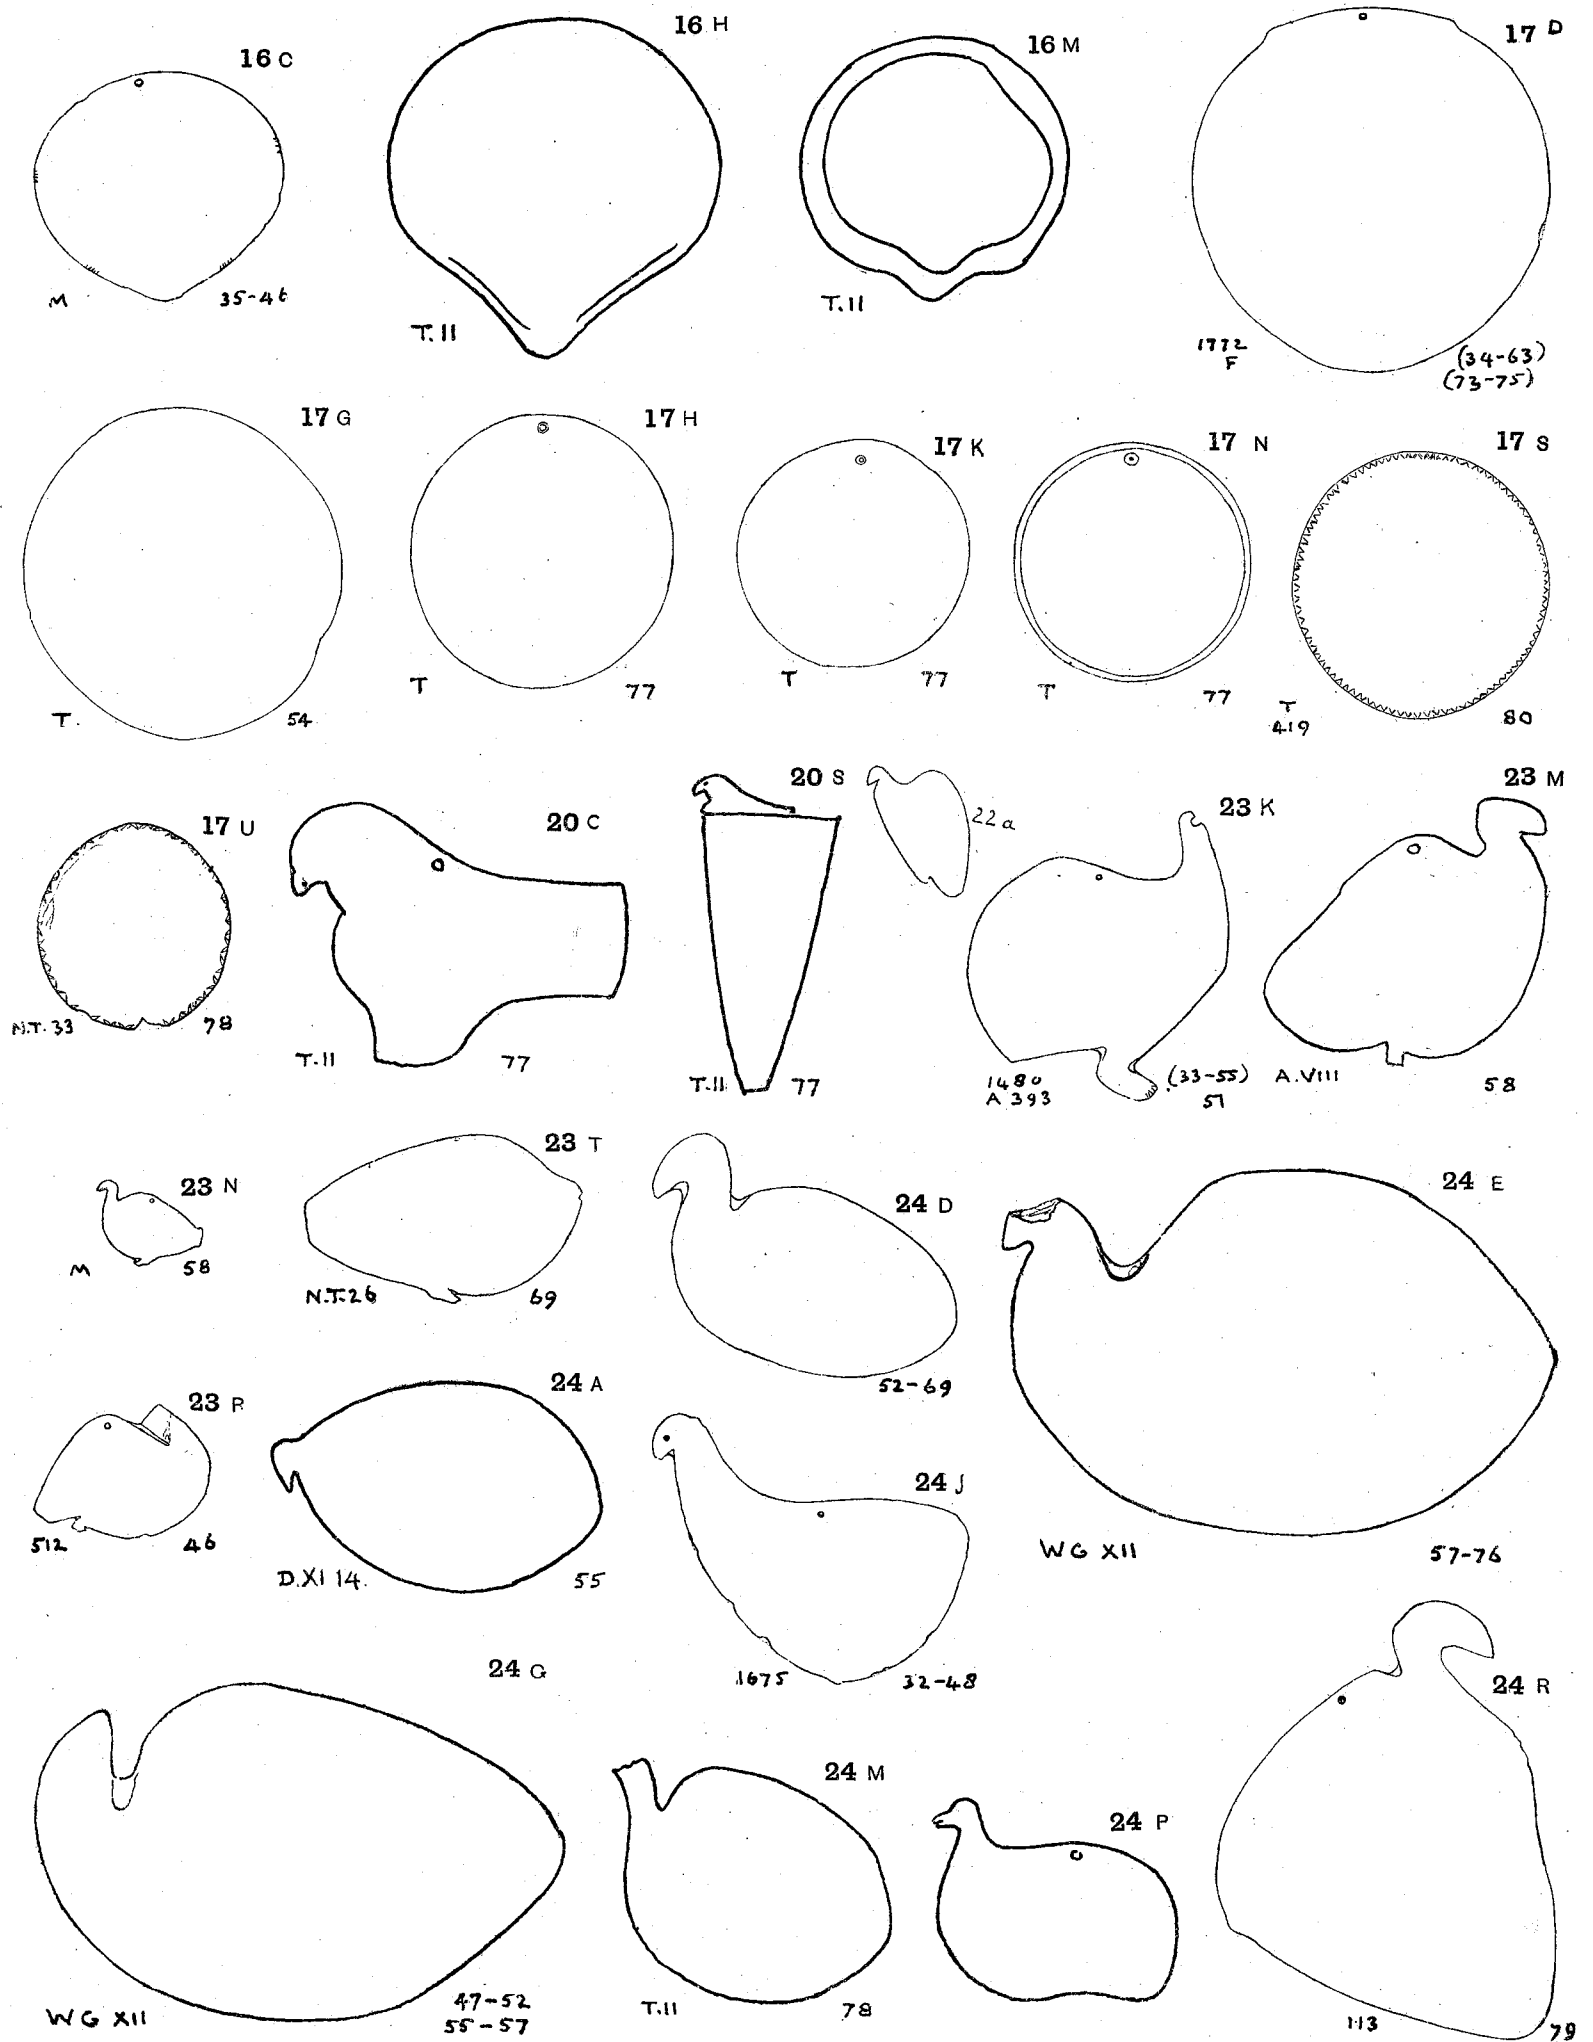 16 C
M
35-46
16 H
T.11
16 M
T.11
17 D
1772
F
(34-63)
(73-75)
17 G
T.
54
17 H
T
77
17 K
T
77
17 N
T
77
17 S
T
419
80
17 U
N.T. 33
78
20 C
T.11
77
20 S
T.11
77
22a
23 K
1480
A 393
(33-55)
51
23 M
A.VIII
58
23 N
M
58
23 T
N.T.26
69
24 D
52-69
24 E
WG XII
57-76
23 R
512
46
24 A
D.XI 14.
55
24 J
1675
32-48
24 G
WG XII
47-52
55-57
24 M
T.11
78
24 P
24 R
113
79